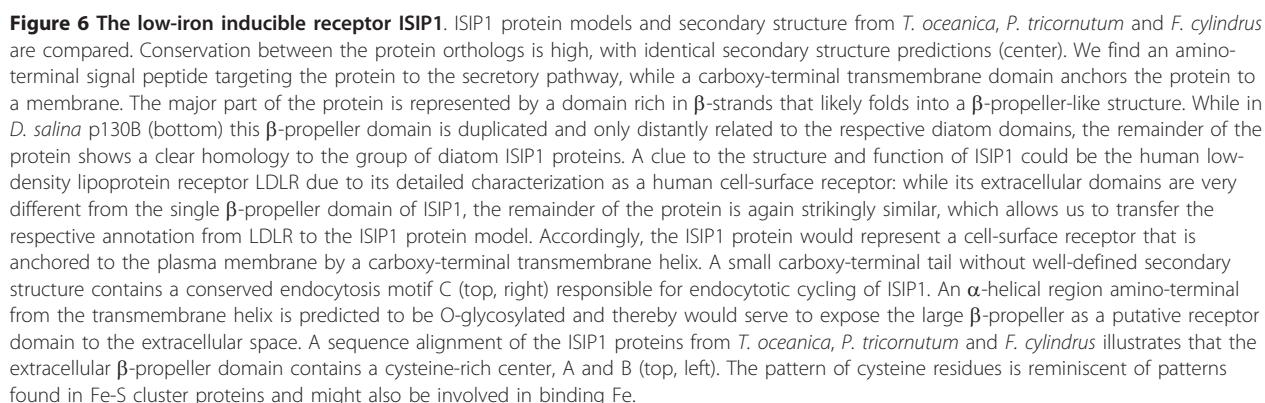 Figure 6 The low-iron inducible receptor ISIP1. ISIP1 protein models and secondary structure from T. oceanica, P. tricornutum and F. cylindrus
are compared. Conservation between the protein orthologs is high, with identical secondary structure predictions (center). We find an amino-
terminal signal peptide targeting the protein to the secretory pathway, while a carboxy-terminal transmembrane domain anchors the protein to
a membrane. The major part of the protein is represented by a domain rich in β-strands that likely folds into a β-propeller-like structure. While in
D. salina p130B (bottom) this β-propeller domain is duplicated and only distantly related to the respective diatom domains, the remainder of the
protein shows a clear homology to the group of diatom ISIP1 proteins. A clue to the structure and function of ISIP1 could be the human low-
density lipoprotein receptor LDLR due to its detailed characterization as a human cell-surface receptor: while its extracellular domains are very
different from the single β-propeller domain of ISIP1, the remainder of the protein is again strikingly similar, which allows us to transfer the
respective annotation from LDLR to the ISIP1 protein model. Accordingly, the ISIP1 protein would represent a cell-surface receptor that is
anchored to the plasma membrane by a carboxy-terminal transmembrane helix. A small carboxy-terminal tail without well-defined secondary
structure contains a conserved endocytosis motif C (top, right) responsible for endocytotic cycling of ISIP1. An α-helical region amino-terminal
from the transmembrane helix is predicted to be O-glycosylated and thereby would serve to expose the large β-propeller as a putative receptor
domain to the extracellular space. A sequence alignment of the ISIP1 proteins from T. oceanica, P. tricornutum and F. cylindrus illustrates that the
extracellular β-propeller domain contains a cysteine-rich center, A and B (top, left). The pattern of cysteine residues is reminiscent of patterns
found in Fe-S cluster proteins and might also be involved in binding Fe.